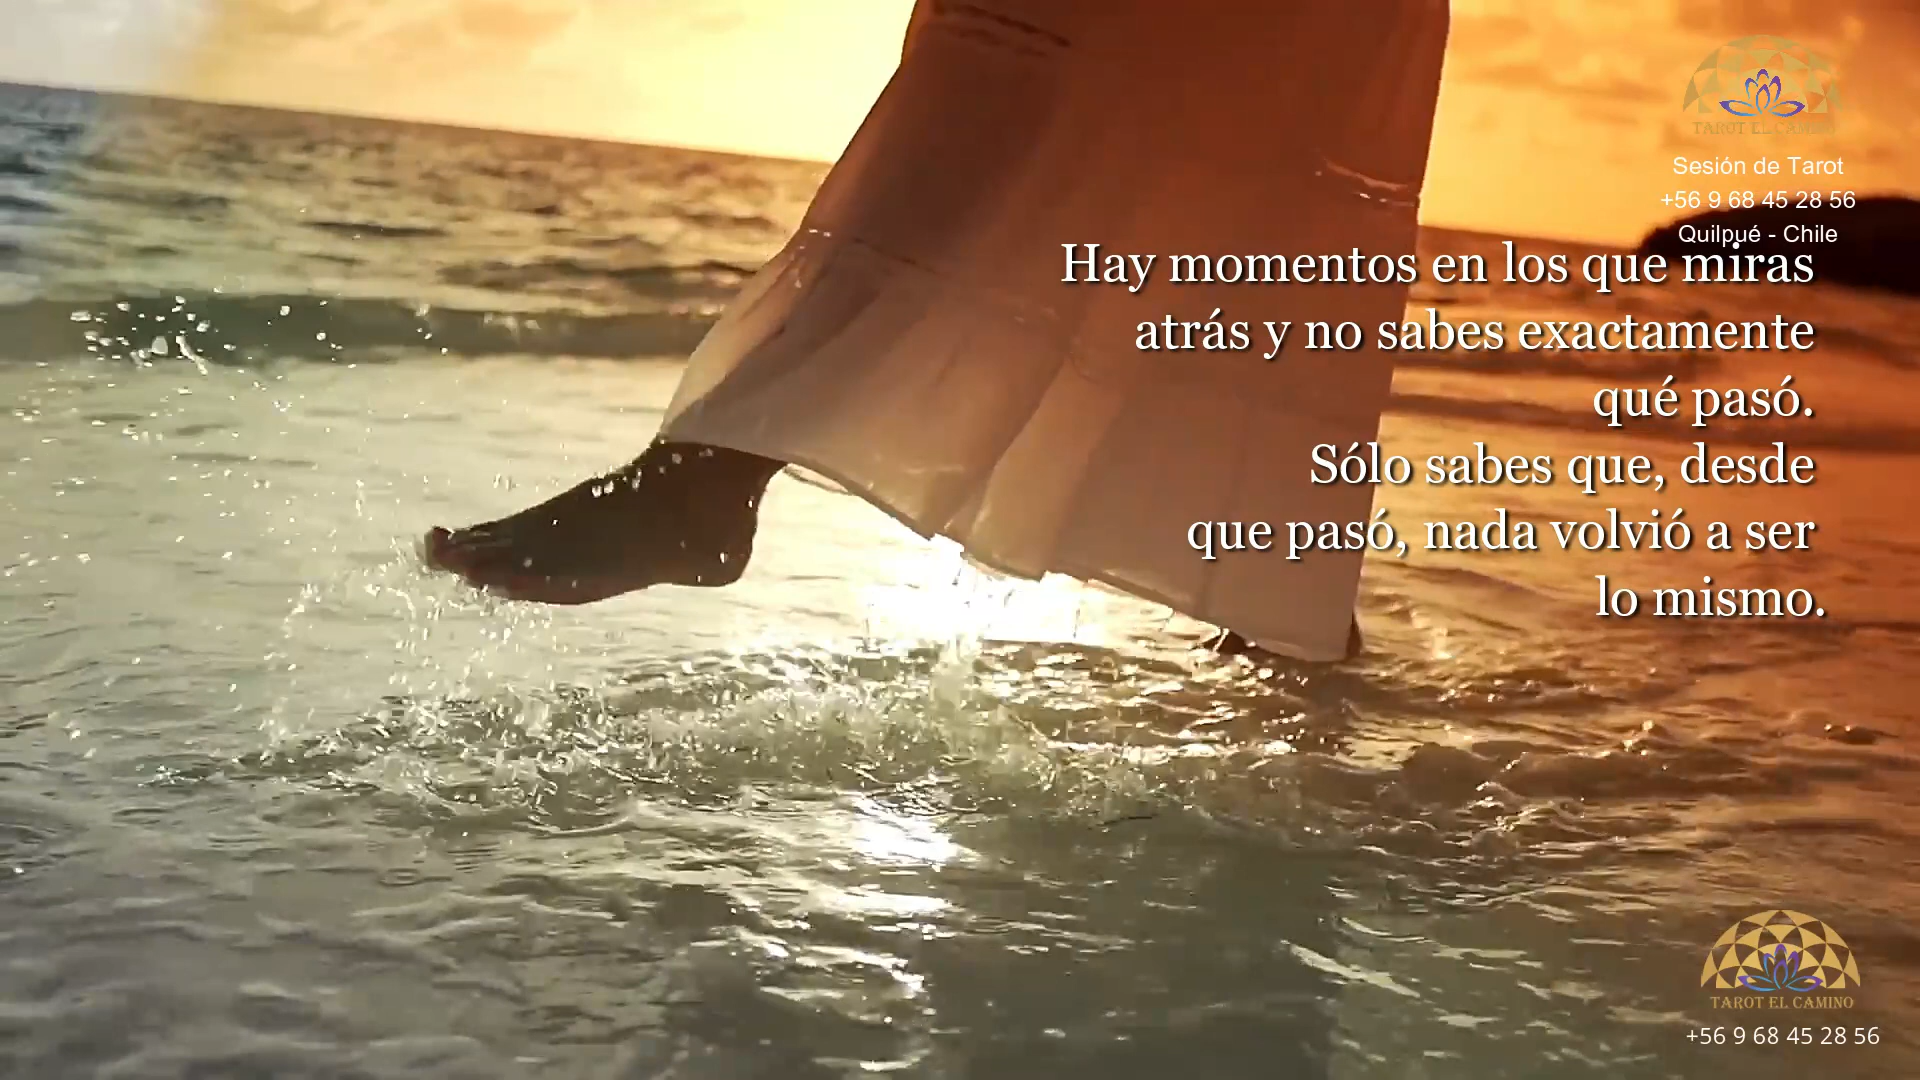 TAROT EL CAMINO
Sesión de Tarot
+56 9 68 45 28 56
Quilpué - Chile
Hay momentos en los que miras
atrás y no sabes exactamente
qué pasó.
Sólo sabes que, desde
que pasó, nada volvió a ser
lo mismo.
TAROT EL CAMINO
+56 9 68 45 28 56